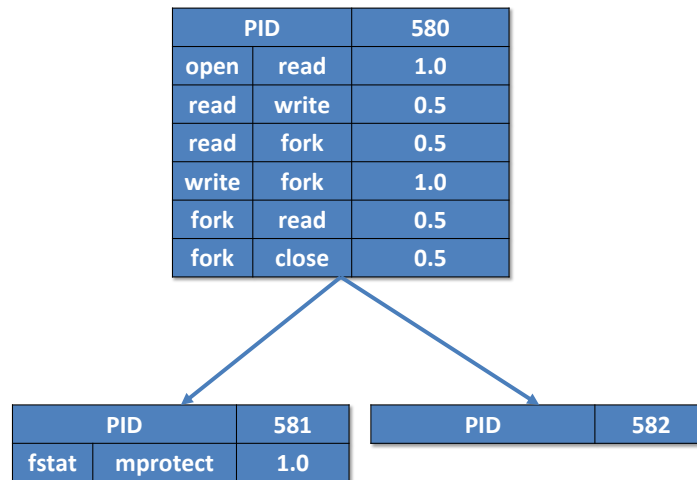 PID 580
open read 1.0
read write 0.5
read fork 0.5
write fork 1.0
fork read 0.5
fork close 0.5
PID 581
fstat mprotect 1.0
PID 582